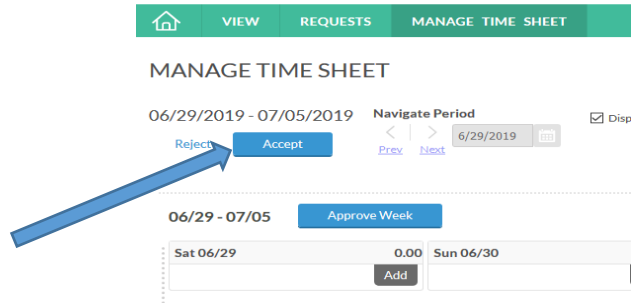 VIEW REQUESTS MANAGE TIME SHEET
MANAGE TIME SHEET
06/29/2019 - 07/05/2019 Navigate Period
Accept 6/29/2019
Prev Next
06/29 - 07/05 Approve Week
Sat 06/29 0.00 Sun 06/30
Add